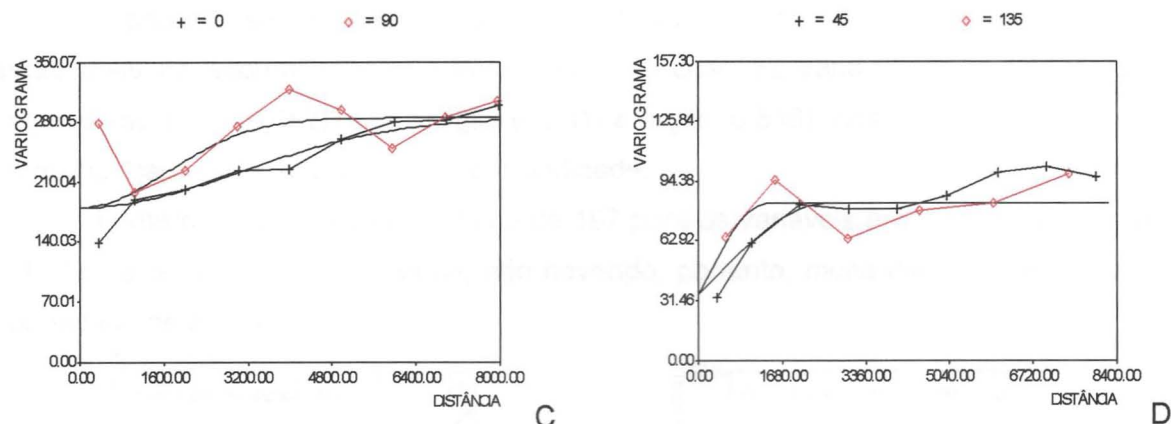 + = 0 ◇ = 90
VARIOGRAMA
350.07
280.05
210.04
140.03
70.01
0.00
0.00 1600.00 3200.00 4800.00 6400.00 8000.00
DISTÂNCIA
C
+ = 45 ◇ = 135
VARIOGRAMA
157.30
125.84
94.38
62.92
31.46
0.00
0.00 1680.00 3360.00 5040.00 6720.00 8400.00
DISTÂNCIA
D